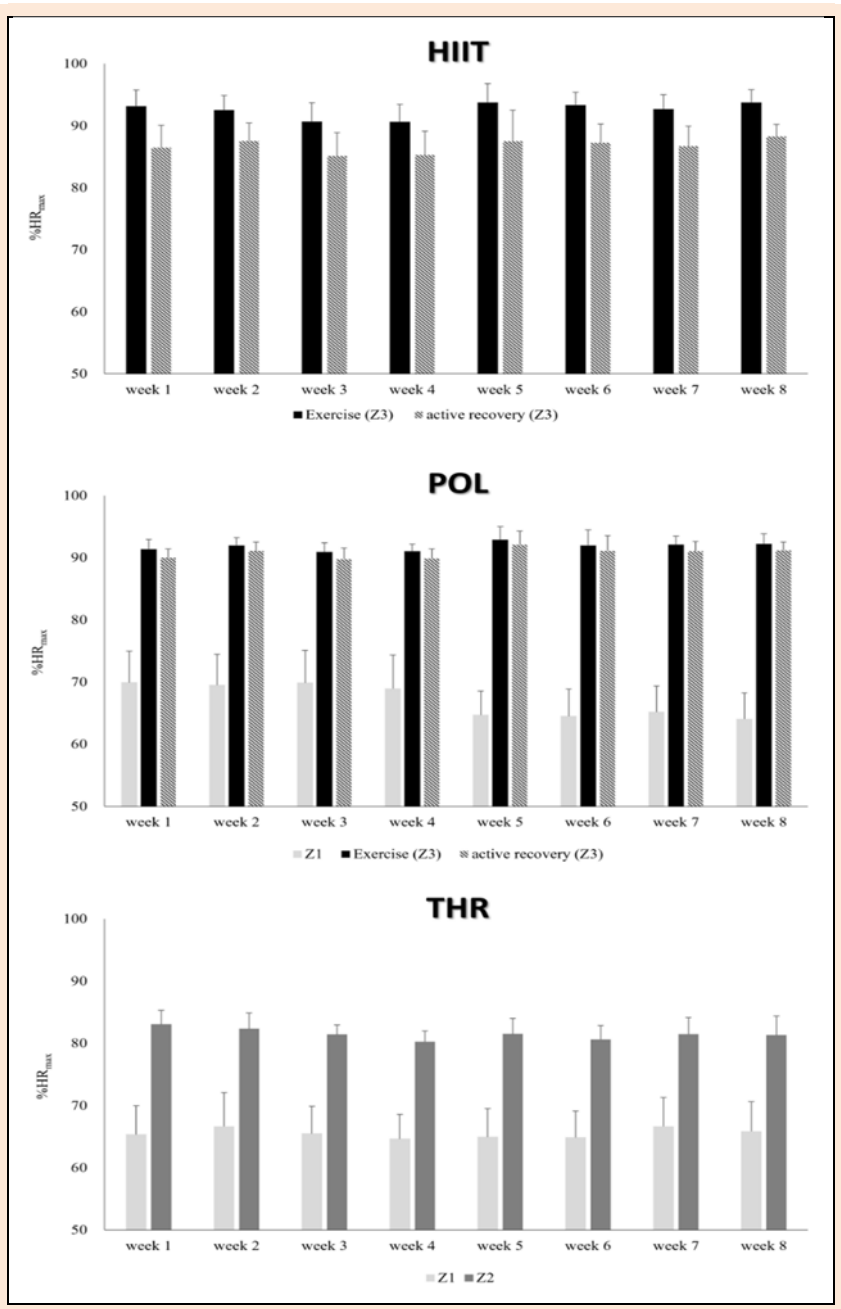 HIIT
100
90
80
70
60
50
%HRmax
week 1 week 2 week 3 week 4 week 5 week 6 week 7 week 8
Exercise (Z3) active recovery (Z3)
POL
100
90
80
70
60
50
%HRmax
week 1 week 2 week 3 week 4 week 5 week 6 week 7 week 8
Z1 Exercise (Z3) active recovery (Z3)
THR
100
90
80
70
60
50
%HRmax
week 1 week 2 week 3 week 4 week 5 week 6 week 7 week 8
Z1 Z2